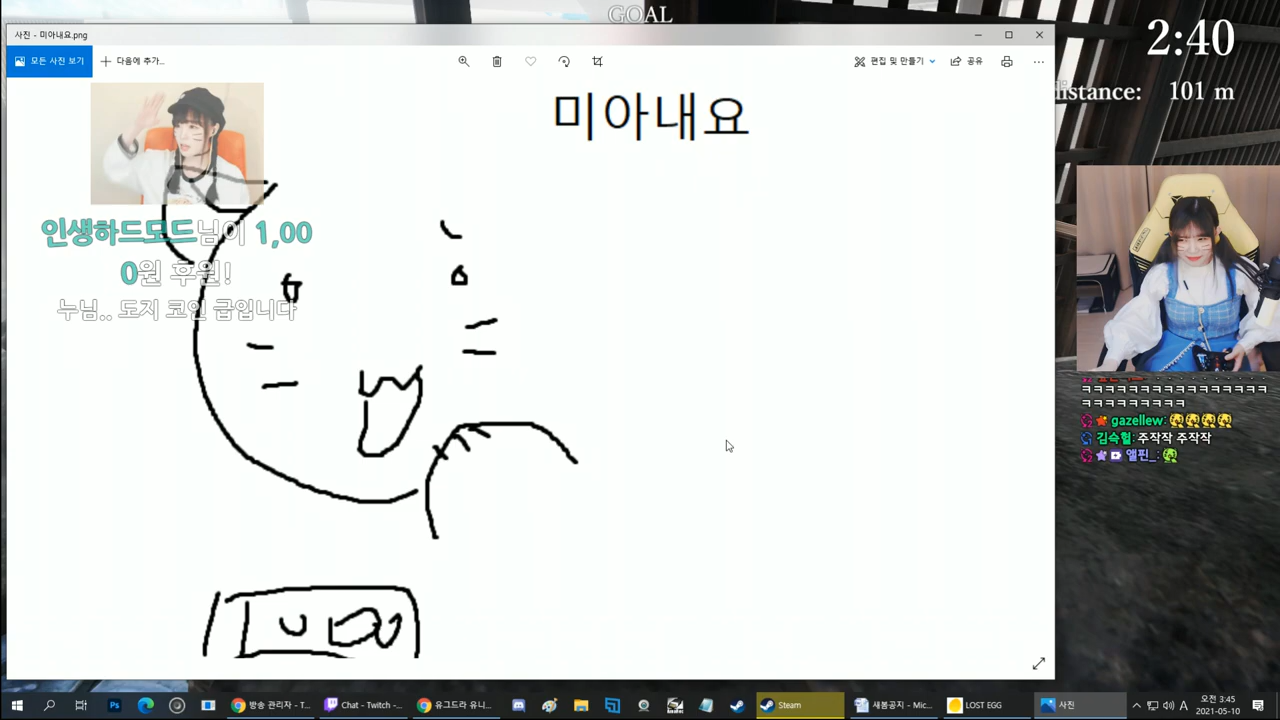 GOAL
사진 - 미아내요.png
모든 사진 보기
다음에 추가...
편집 및 만들기
공유
2:40
distance: 101 m
미아내요
인생하드모드님이 1,00
0원 후원!
누님.. 도지 코인 급입니다
ㅋㅋㅋㅋㅋㅋㅋㅋㅋㅋㅋㅋㅋㅋㅋ
ㅋㅋㅋㅋㅋㅋㅋㅋㅋ
gazellew:
김슥헐: 주작작 주작작
앨핀_:
방송 관리자 - T...
Chat - Twitch -...
유그드라 유니...
Steam
새봄공지 - Mic...
LOST EGG
사진
오전 3:45
2021-05-10